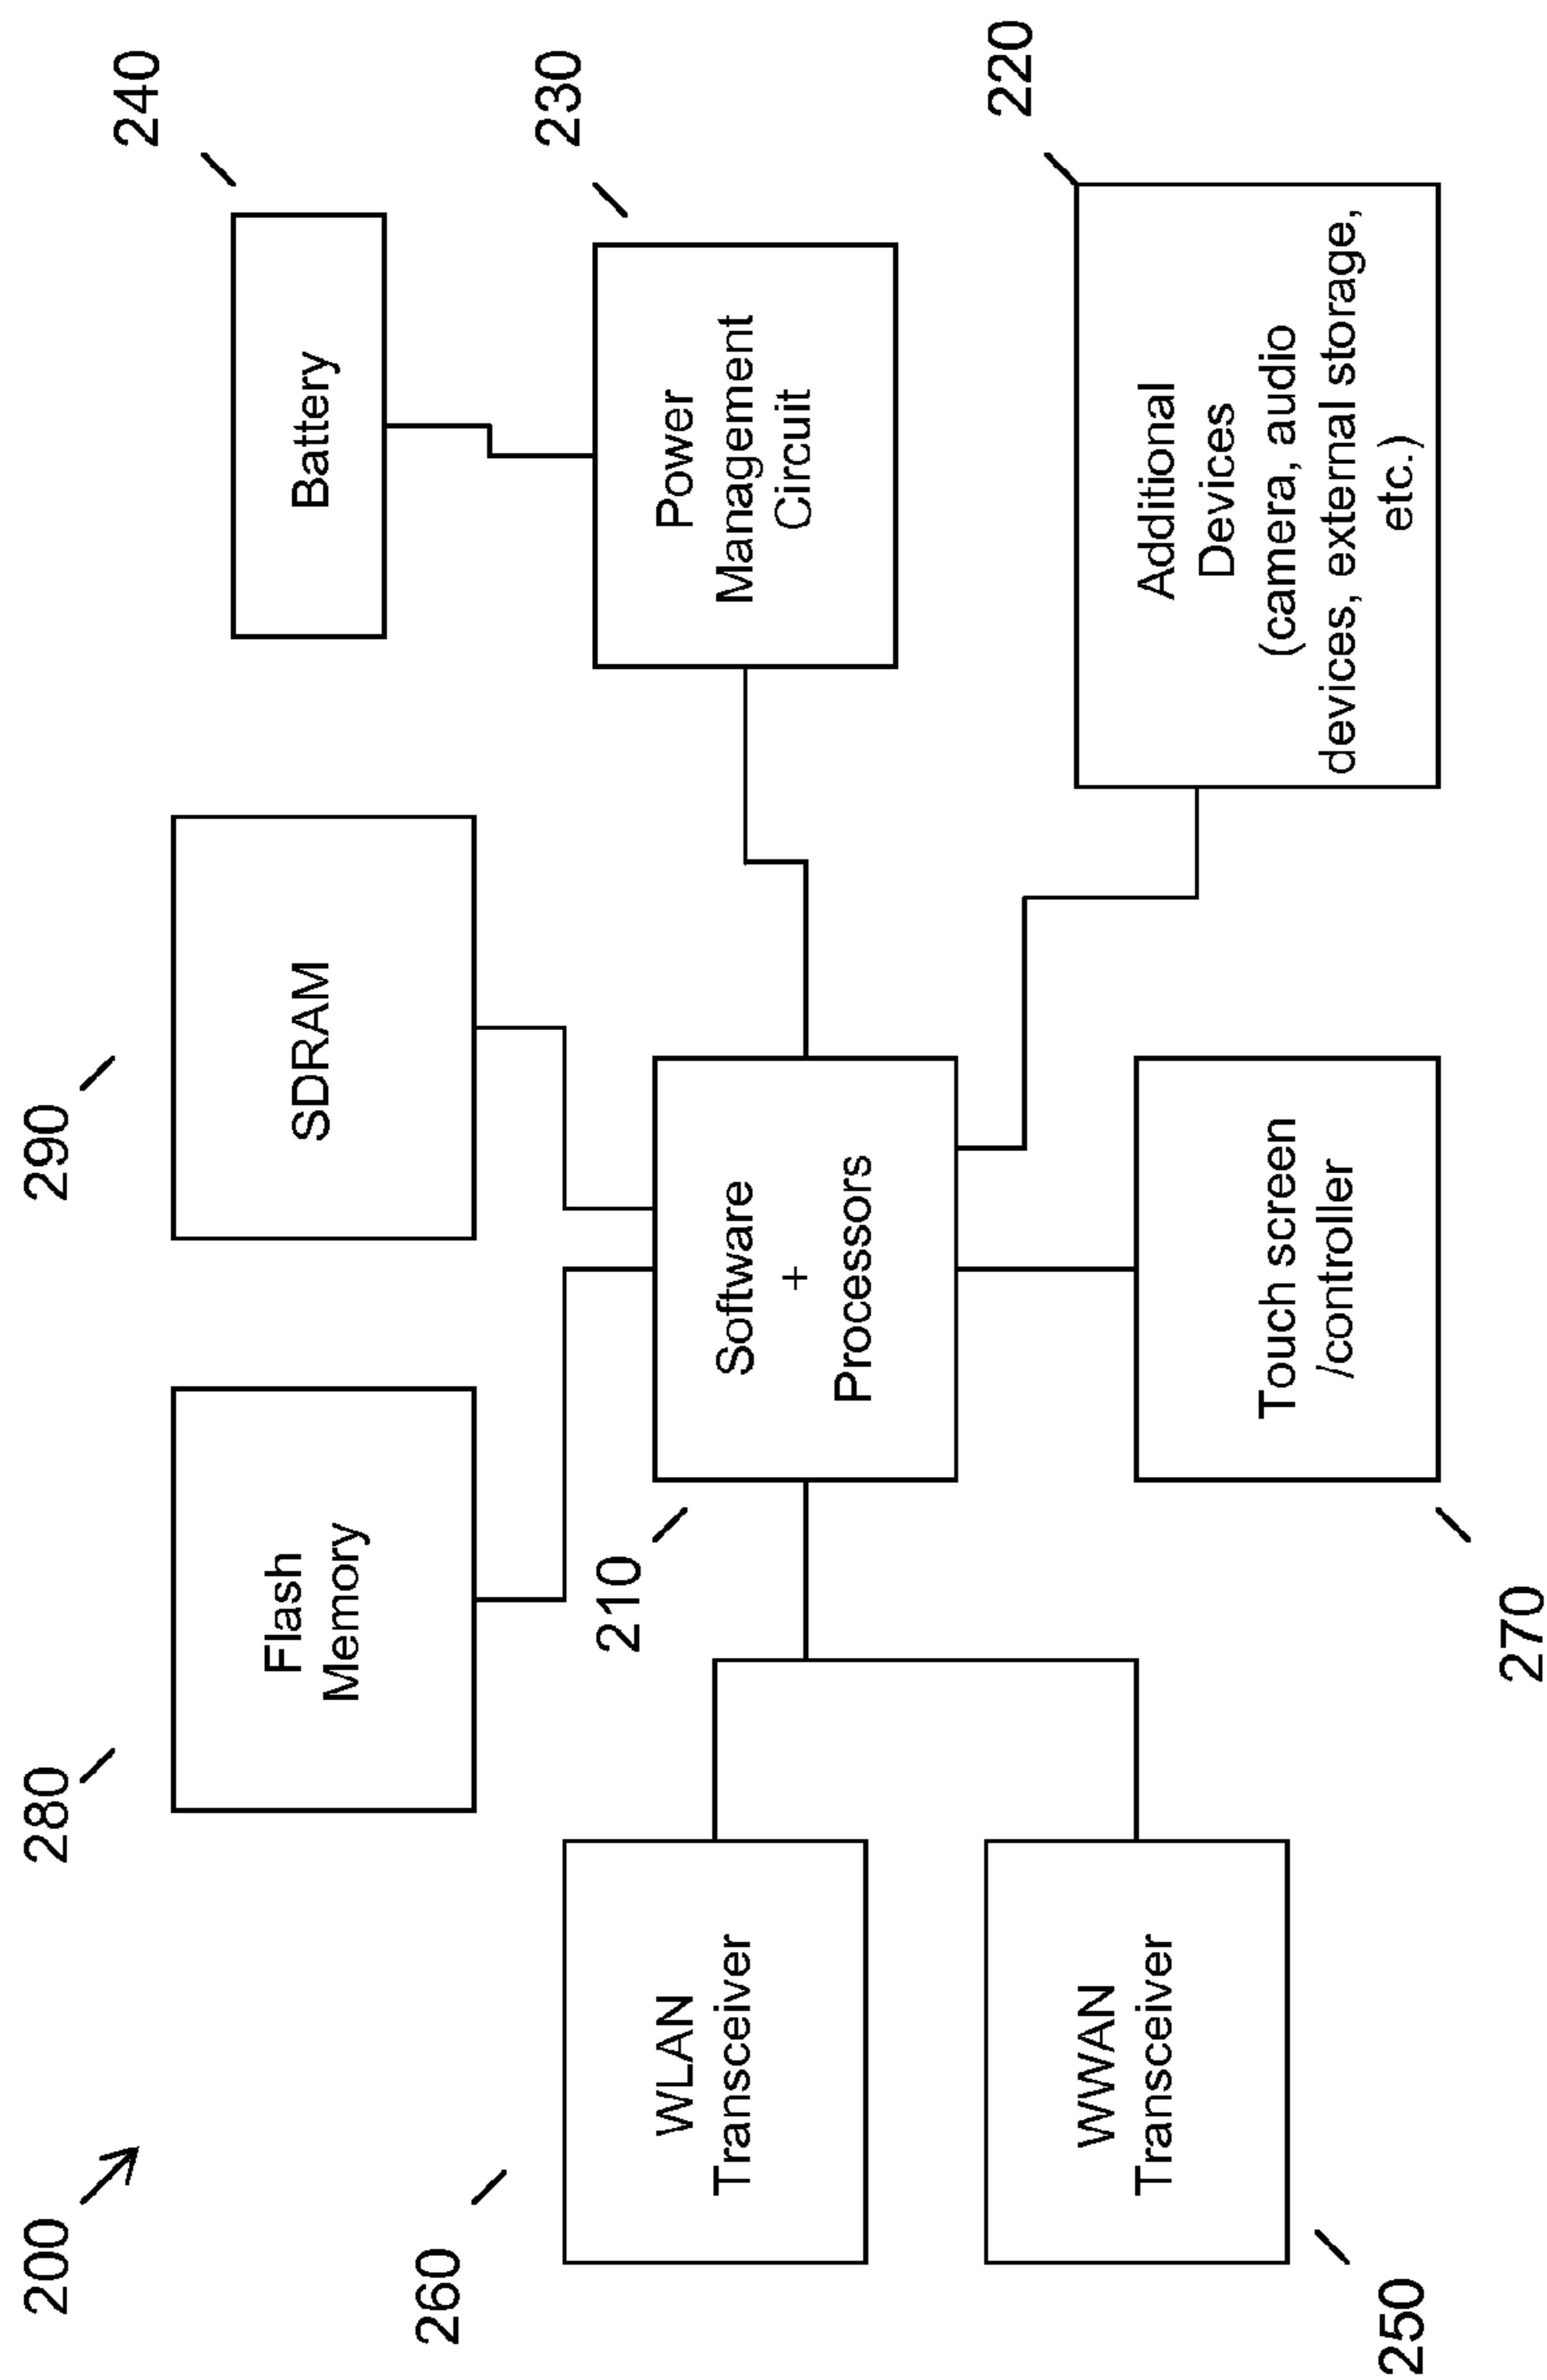 200
280
290
240
Flash
Memory
SDRAM
Battery
260
210
230
WLAN
Transceiver
Software
+
Processors
Power
Management
Circuit
220
WWAN
Transceiver
Touch screen
/controller
Additional
Devices
(camera, audio
devices, external storage,
etc.)
250
270